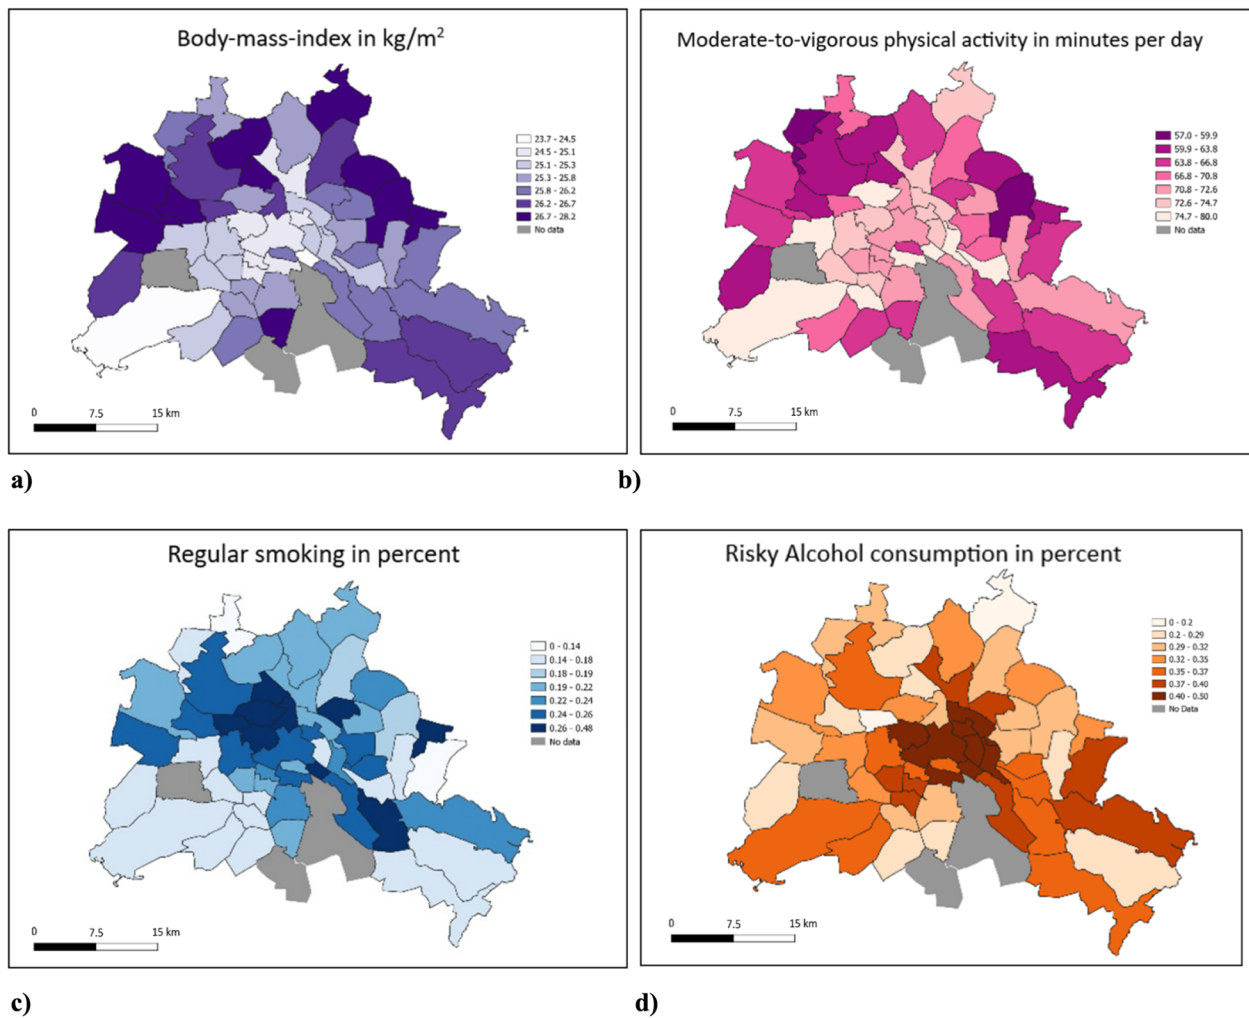 Body-mass-index in kg/m²
23.7 - 24.5
24.5 - 25.1
25.1 - 25.3
25.3 - 25.8
25.8 - 26.2
26.2 - 26.7
26.7 - 28.2
No data
0 7.5 15 km
a)
Moderate-to-vigorous physical activity in minutes per day
57.0 - 59.9
59.9 - 63.8
63.8 - 66.8
66.8 - 70.8
70.8 - 72.6
72.6 - 74.7
74.7 - 80.0
No data
0 7.5 15 km
b)
Regular smoking in percent
0 - 0.14
0.14 - 0.18
0.18 - 0.19
0.19 - 0.22
0.22 - 0.24
0.24 - 0.26
0.26 - 0.48
No data
0 7.5 15 km
c)
Risky Alcohol consumption in percent
0 - 0.2
0.2 - 0.29
0.29 - 0.32
0.32 - 0.35
0.35 - 0.37
0.37 - 0.40
0.40 - 0.50
No Data
0 7.5 15 km
d)